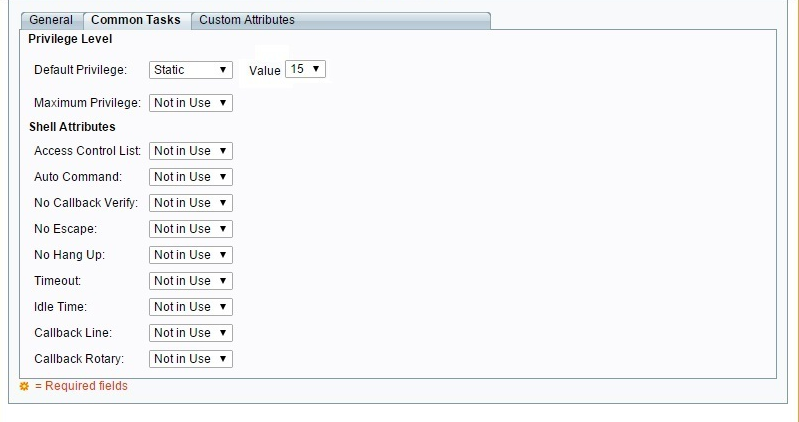 General Common Tasks Custom Attributes
Privilege Level
Default Privilege: Static Value 15
Maximum Privilege: Not in Use
Shell Attributes
Access Control List: Not in Use
Auto Command: Not in Use
No Callback Verify: Not in Use
No Escape: Not in Use
No Hang Up: Not in Use
Timeout: Not in Use
Idle Time: Not in Use
Callback Line: Not in Use
Callback Rotary: Not in Use
= Required fields